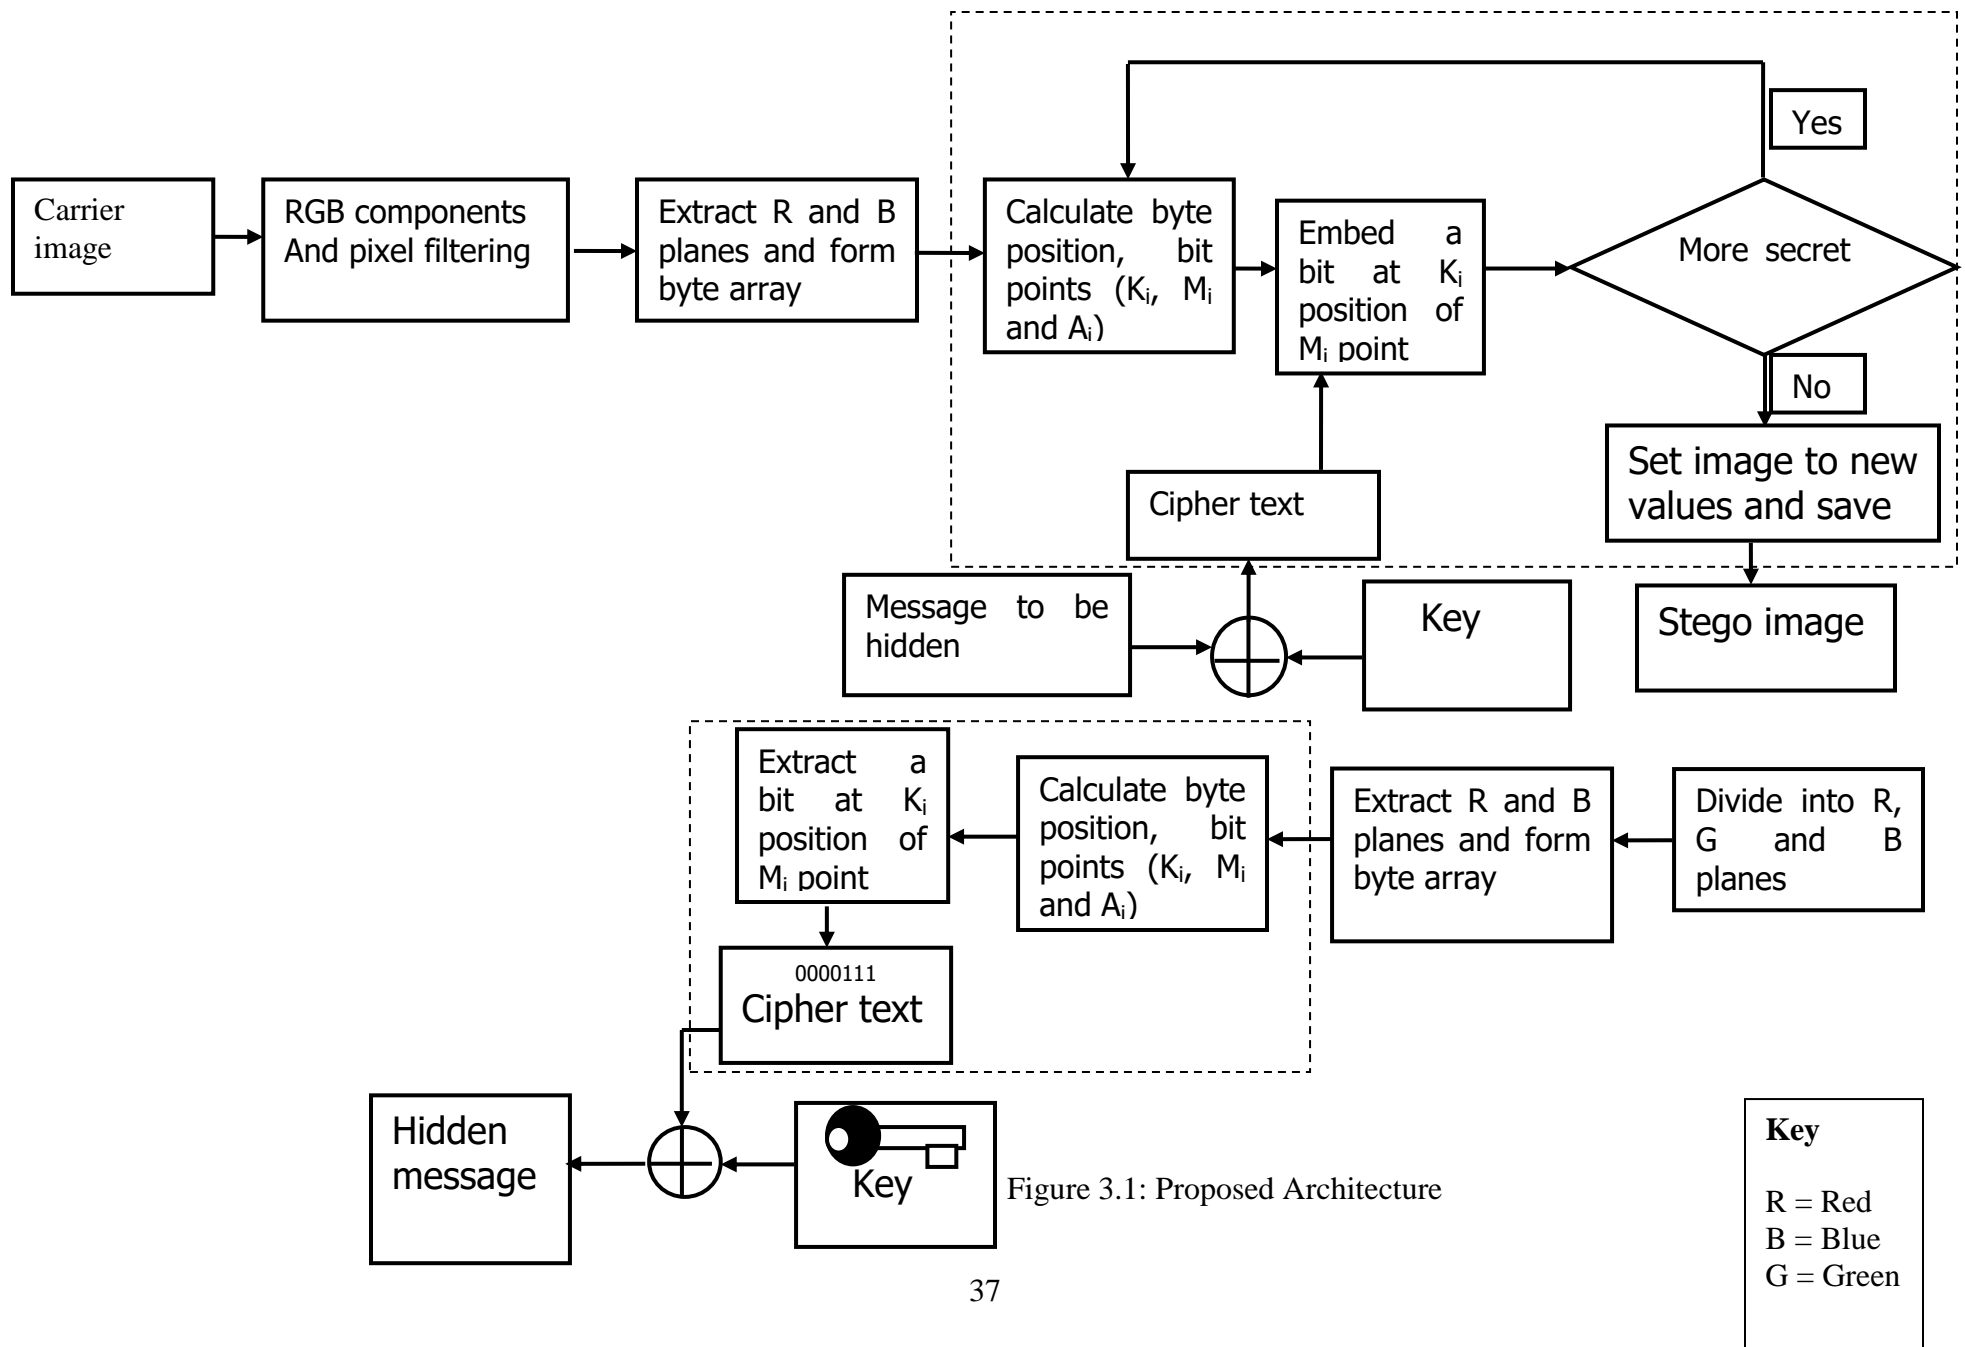 Yes
Carrier
image
RGB components
And pixel filtering
Extract R and B
planes and form
byte array
Calculate byte
position, bit
points (Ki, Mi
and Ai)
Embed a
bit at Ki
position of
Mi point
More secret
No
Set image to new
values and save
Cipher text
Message to be
hidden
Key
Stego image
Extract a
bit at Ki
position of
Mi point
Calculate byte
position, bit
points (Ki, Mi
and Ai)
Extract R and B
planes and form
byte array
Divide into R,
G and B
planes
0000111
Cipher text
Hidden
message
Key
Figure 3.1: Proposed Architecture
Key
R = Red
B = Blue
G = Green
37